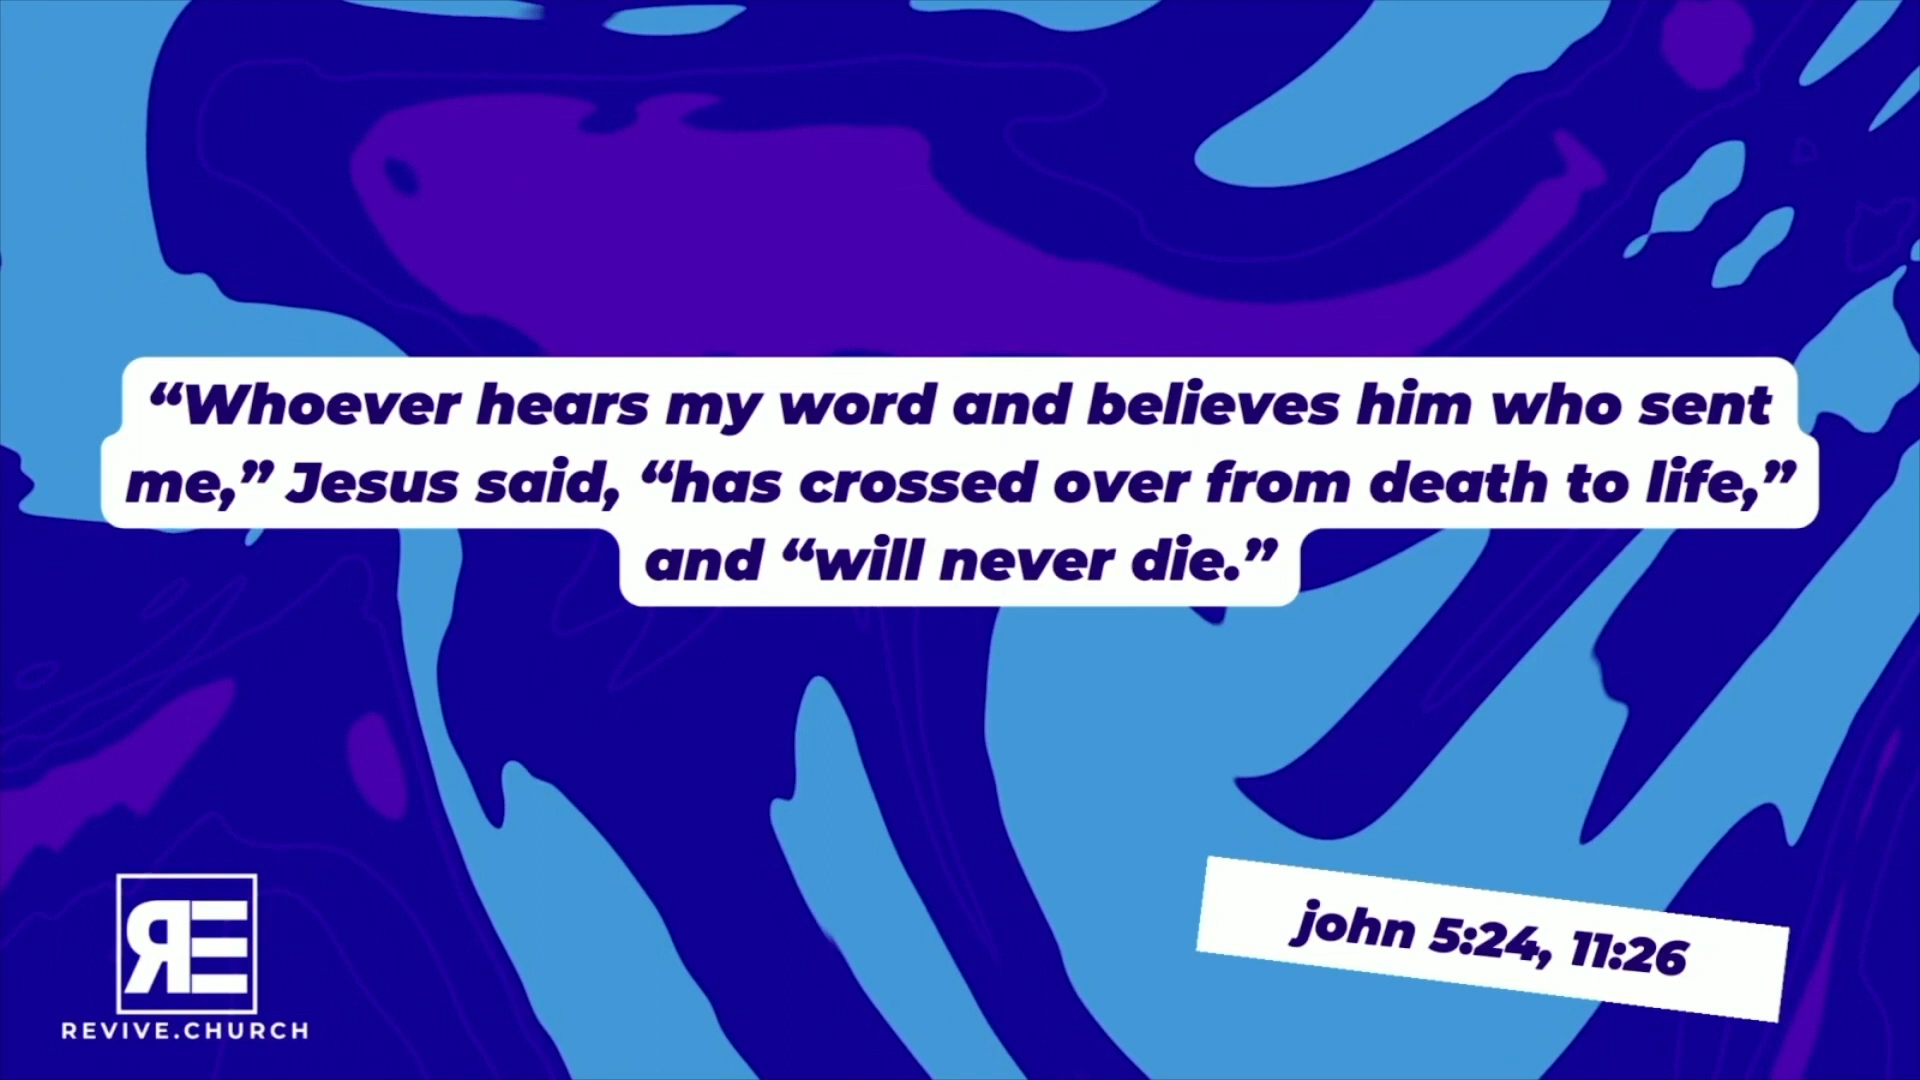 “Whoever hears my word and believes him who sent
me,” Jesus said, “has crossed over from death to life,”
and “will never die.”
john 5:24, 11:26
RE
REVIVE.CHURCH